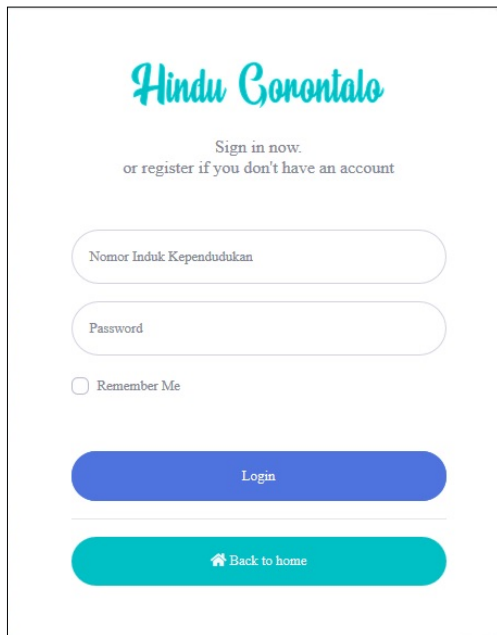 Hindu Gorontalo
Sign in now.
or register if you don't have an account
Nomor Induk Kependudukan
Password
Remember Me
Login
Back to home